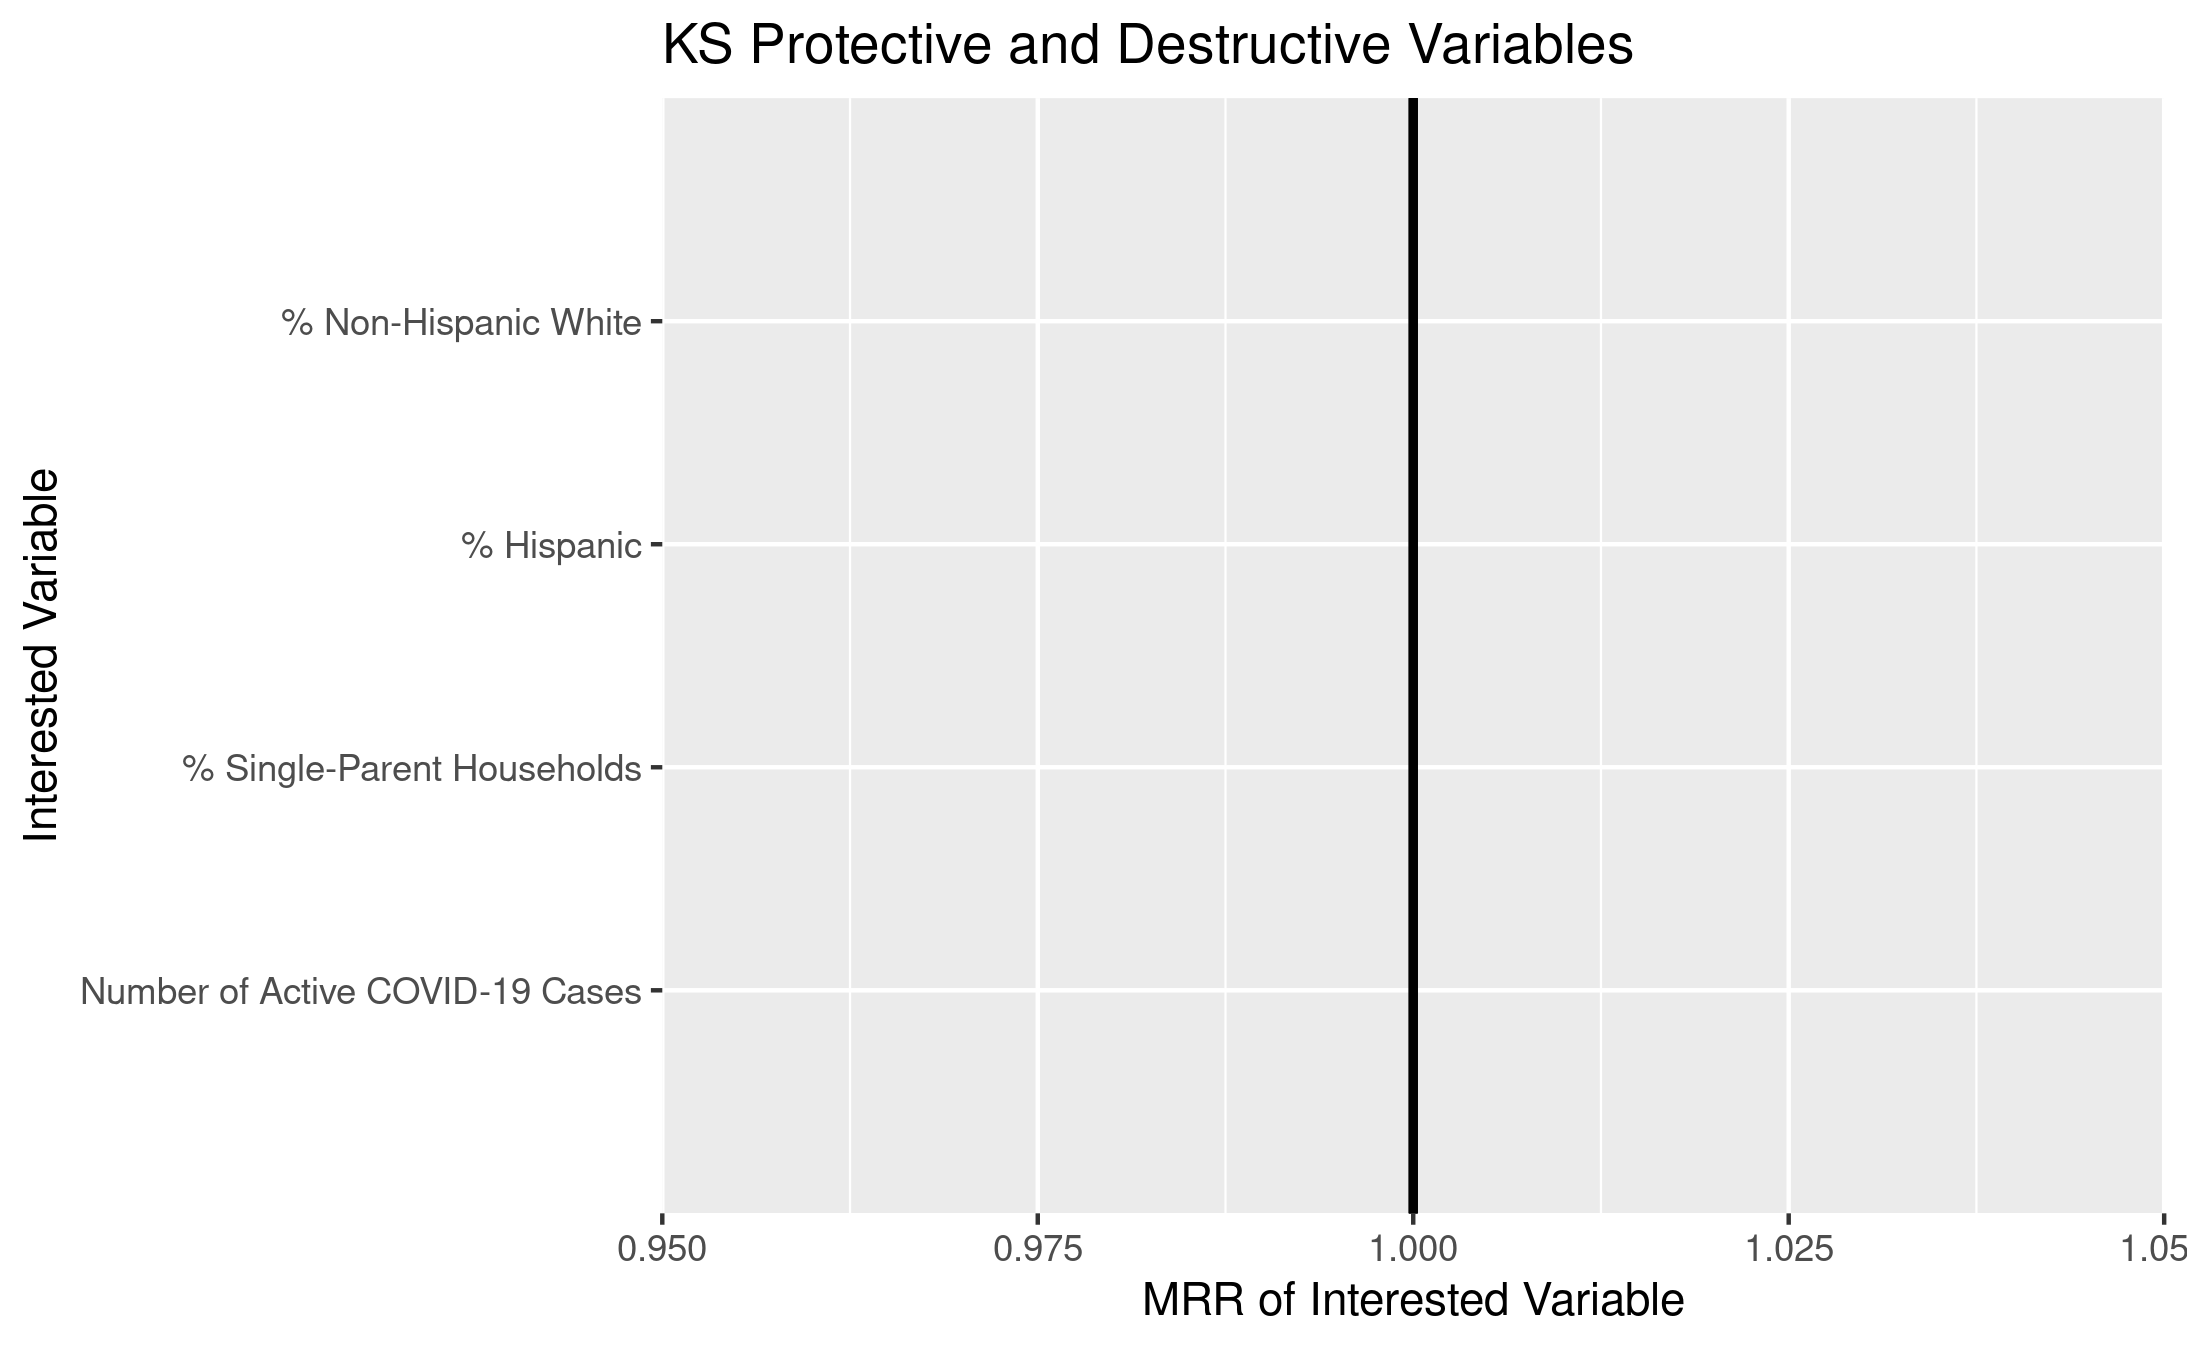 KS Protective and Destructive Variables
Interested Variable
% Non-Hispanic White
% Hispanic
% Single-Parent Households
Number of Active COVID-19 Cases
0.950 0.975 1.000 1.025 1.05
MRR of Interested Variable